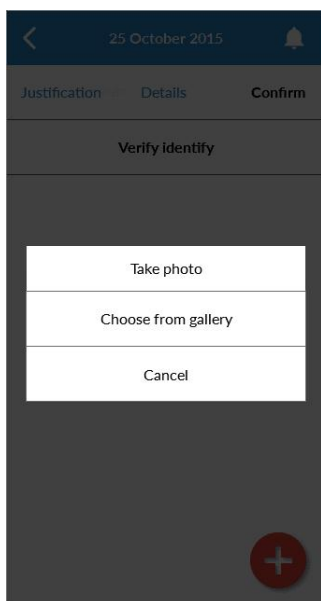 25 October 2015
Justification Details Confirm
Verify identify
Take photo
Choose from gallery
Cancel